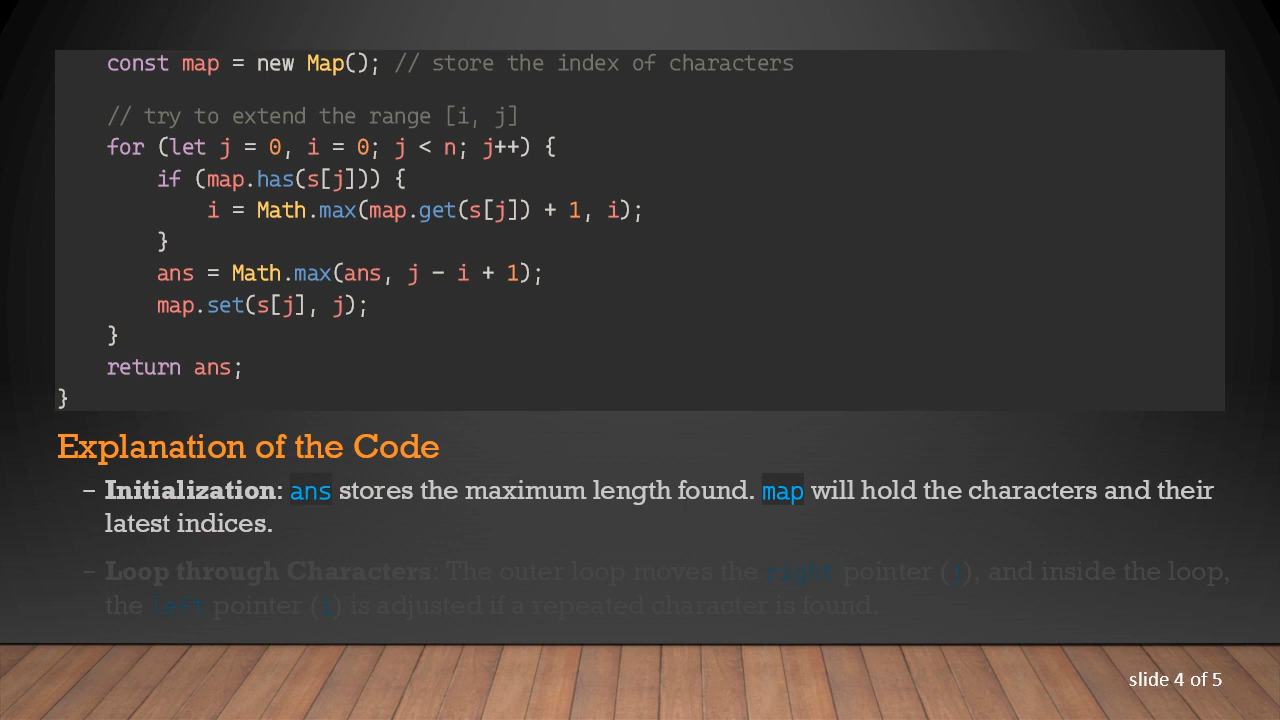 const map = new Map(); // store the index of characters
// try to extend the range [i, j]
for (let j = 0, i = 0; j < n; j++) {
if (map.has(s[j])) {
i = Math.max(map.get(s[j]) + 1, i);
}
ans = Math.max(ans, j - i + 1);
map.set(s[j], j);
}
return ans;
}
Explanation of the Code
– Initialization: ans stores the maximum length found. map will hold the characters and their
latest indices.
– Loop through Characters: The outer loop moves the right pointer (j), and inside the loop,
the left pointer (i) is adjusted if a repeated character is found.
slide 4 of 5